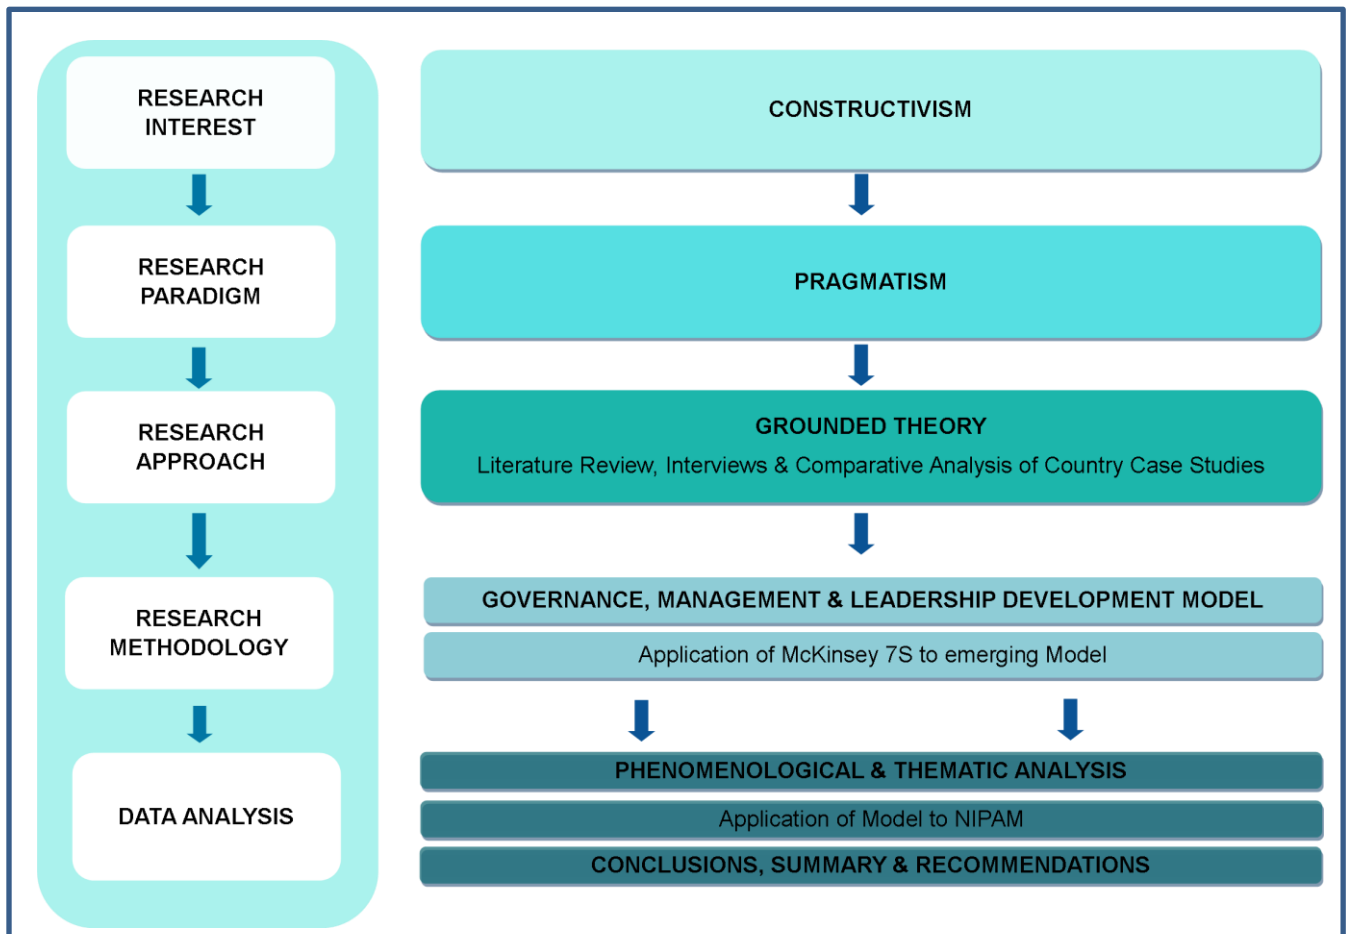 RESEARCH
INTEREST
CONSTRUCTIVISM
RESEARCH
PARADIGM
PRAGMATISM
RESEARCH
APPROACH
GROUNDED THEORY
Literature Review, Interviews & Comparative Analysis of Country Case Studies
RESEARCH
METHODOLOGY
GOVERNANCE, MANAGEMENT & LEADERSHIP DEVELOPMENT MODEL
Application of McKinsey 7S to emerging Model
DATA ANALYSIS
PHENOMENOLOGICAL & THEMATIC ANALYSIS
Application of Model to NIPAM
CONCLUSIONS, SUMMARY & RECOMMENDATIONS